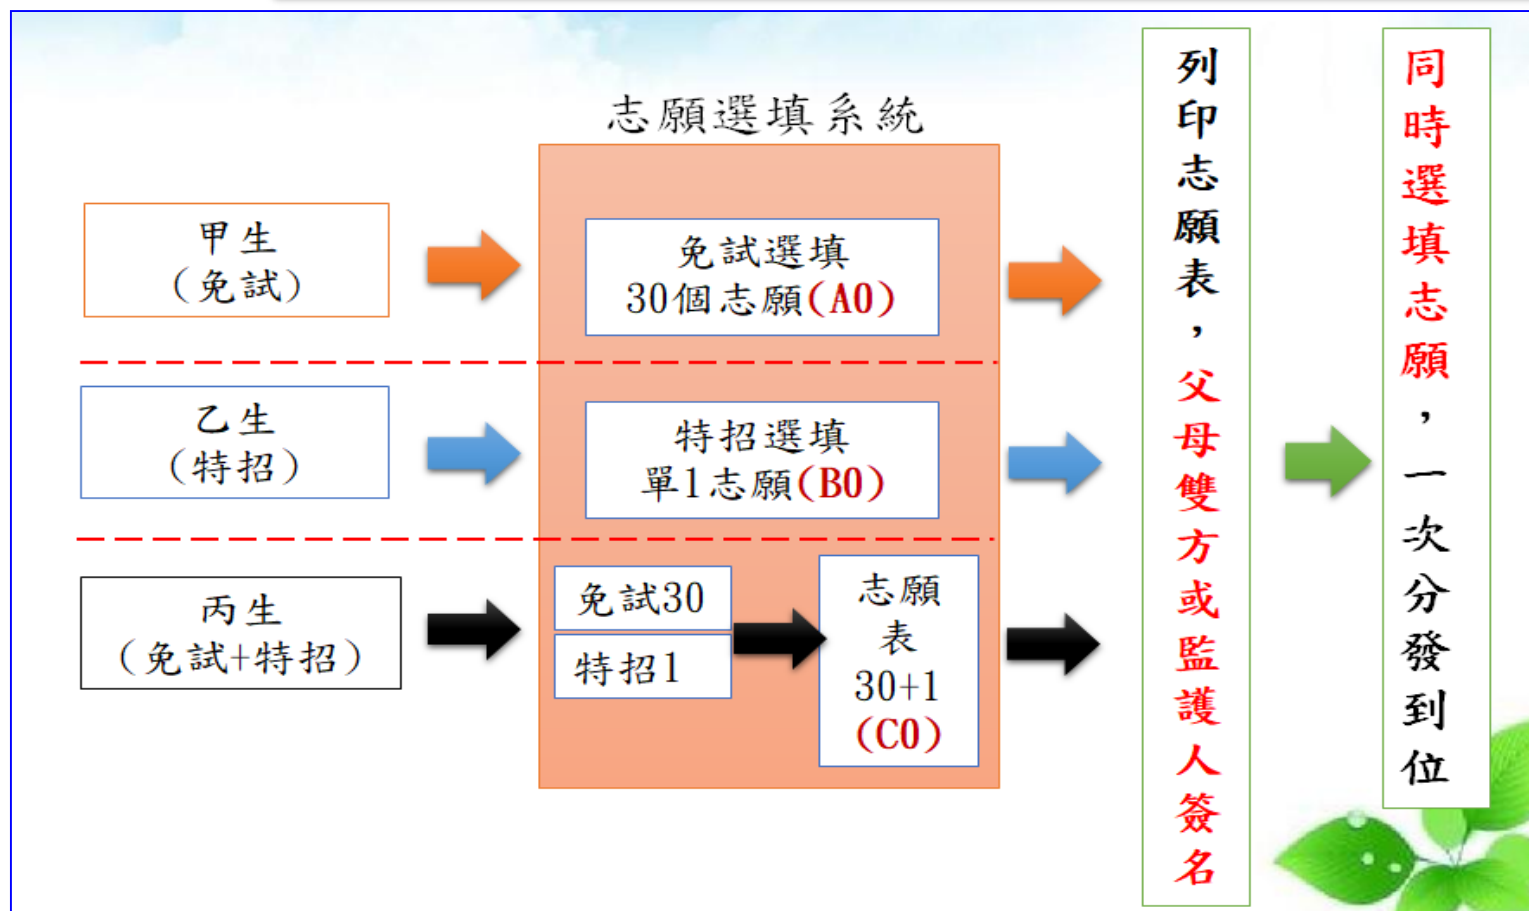 志願選填系統
甲生
(免試)
免試選填
30個志願(A0)
乙生
(特招)
特招選填
單1志願(B0)
丙生
(免試+特招)
免試30
特招1
志願
表
30+1
(C0)
列印志願表，父母雙方或監護人簽名
同時選填志願，一次分發到位